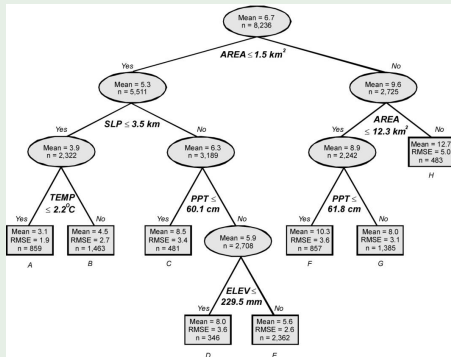 Mean = 6.7
n = 8,236
AREA ≤ 1.5 km²
Yes
No
Mean = 5.3
n = 5,511
Mean = 9.6
n = 2,725
SLP ≤ 3.5 km
AREA
≤ 12.3 km²
Yes
No
Yes
No
Mean = 3.9
n = 2,322
Mean = 6.3
n = 3,189
Mean = 8.9
n = 2,242
Mean = 12.7
RMSE = 5.0
n = 483
H
TEMP
≤ 2.2°C
PPT ≤
60.1 cm
PPT ≤
61.8 cm
Yes
No
Yes
No
Yes
No
Mean = 3.1
RMSE = 1.9
n = 859
A
Mean = 4.5
RMSE = 2.7
n = 1,463
B
Mean = 8.5
RMSE = 3.4
n = 481
C
Mean = 5.9
n = 2,708
Mean = 10.3
RMSE = 3.6
n = 857
F
Mean = 8.0
RMSE = 3.1
n = 1,385
G
ELEV ≤
229.5 mm
Yes
No
Mean = 8.0
RMSE = 3.6
n = 346
D
Mean = 5.6
RMSE = 2.6
n = 2,362